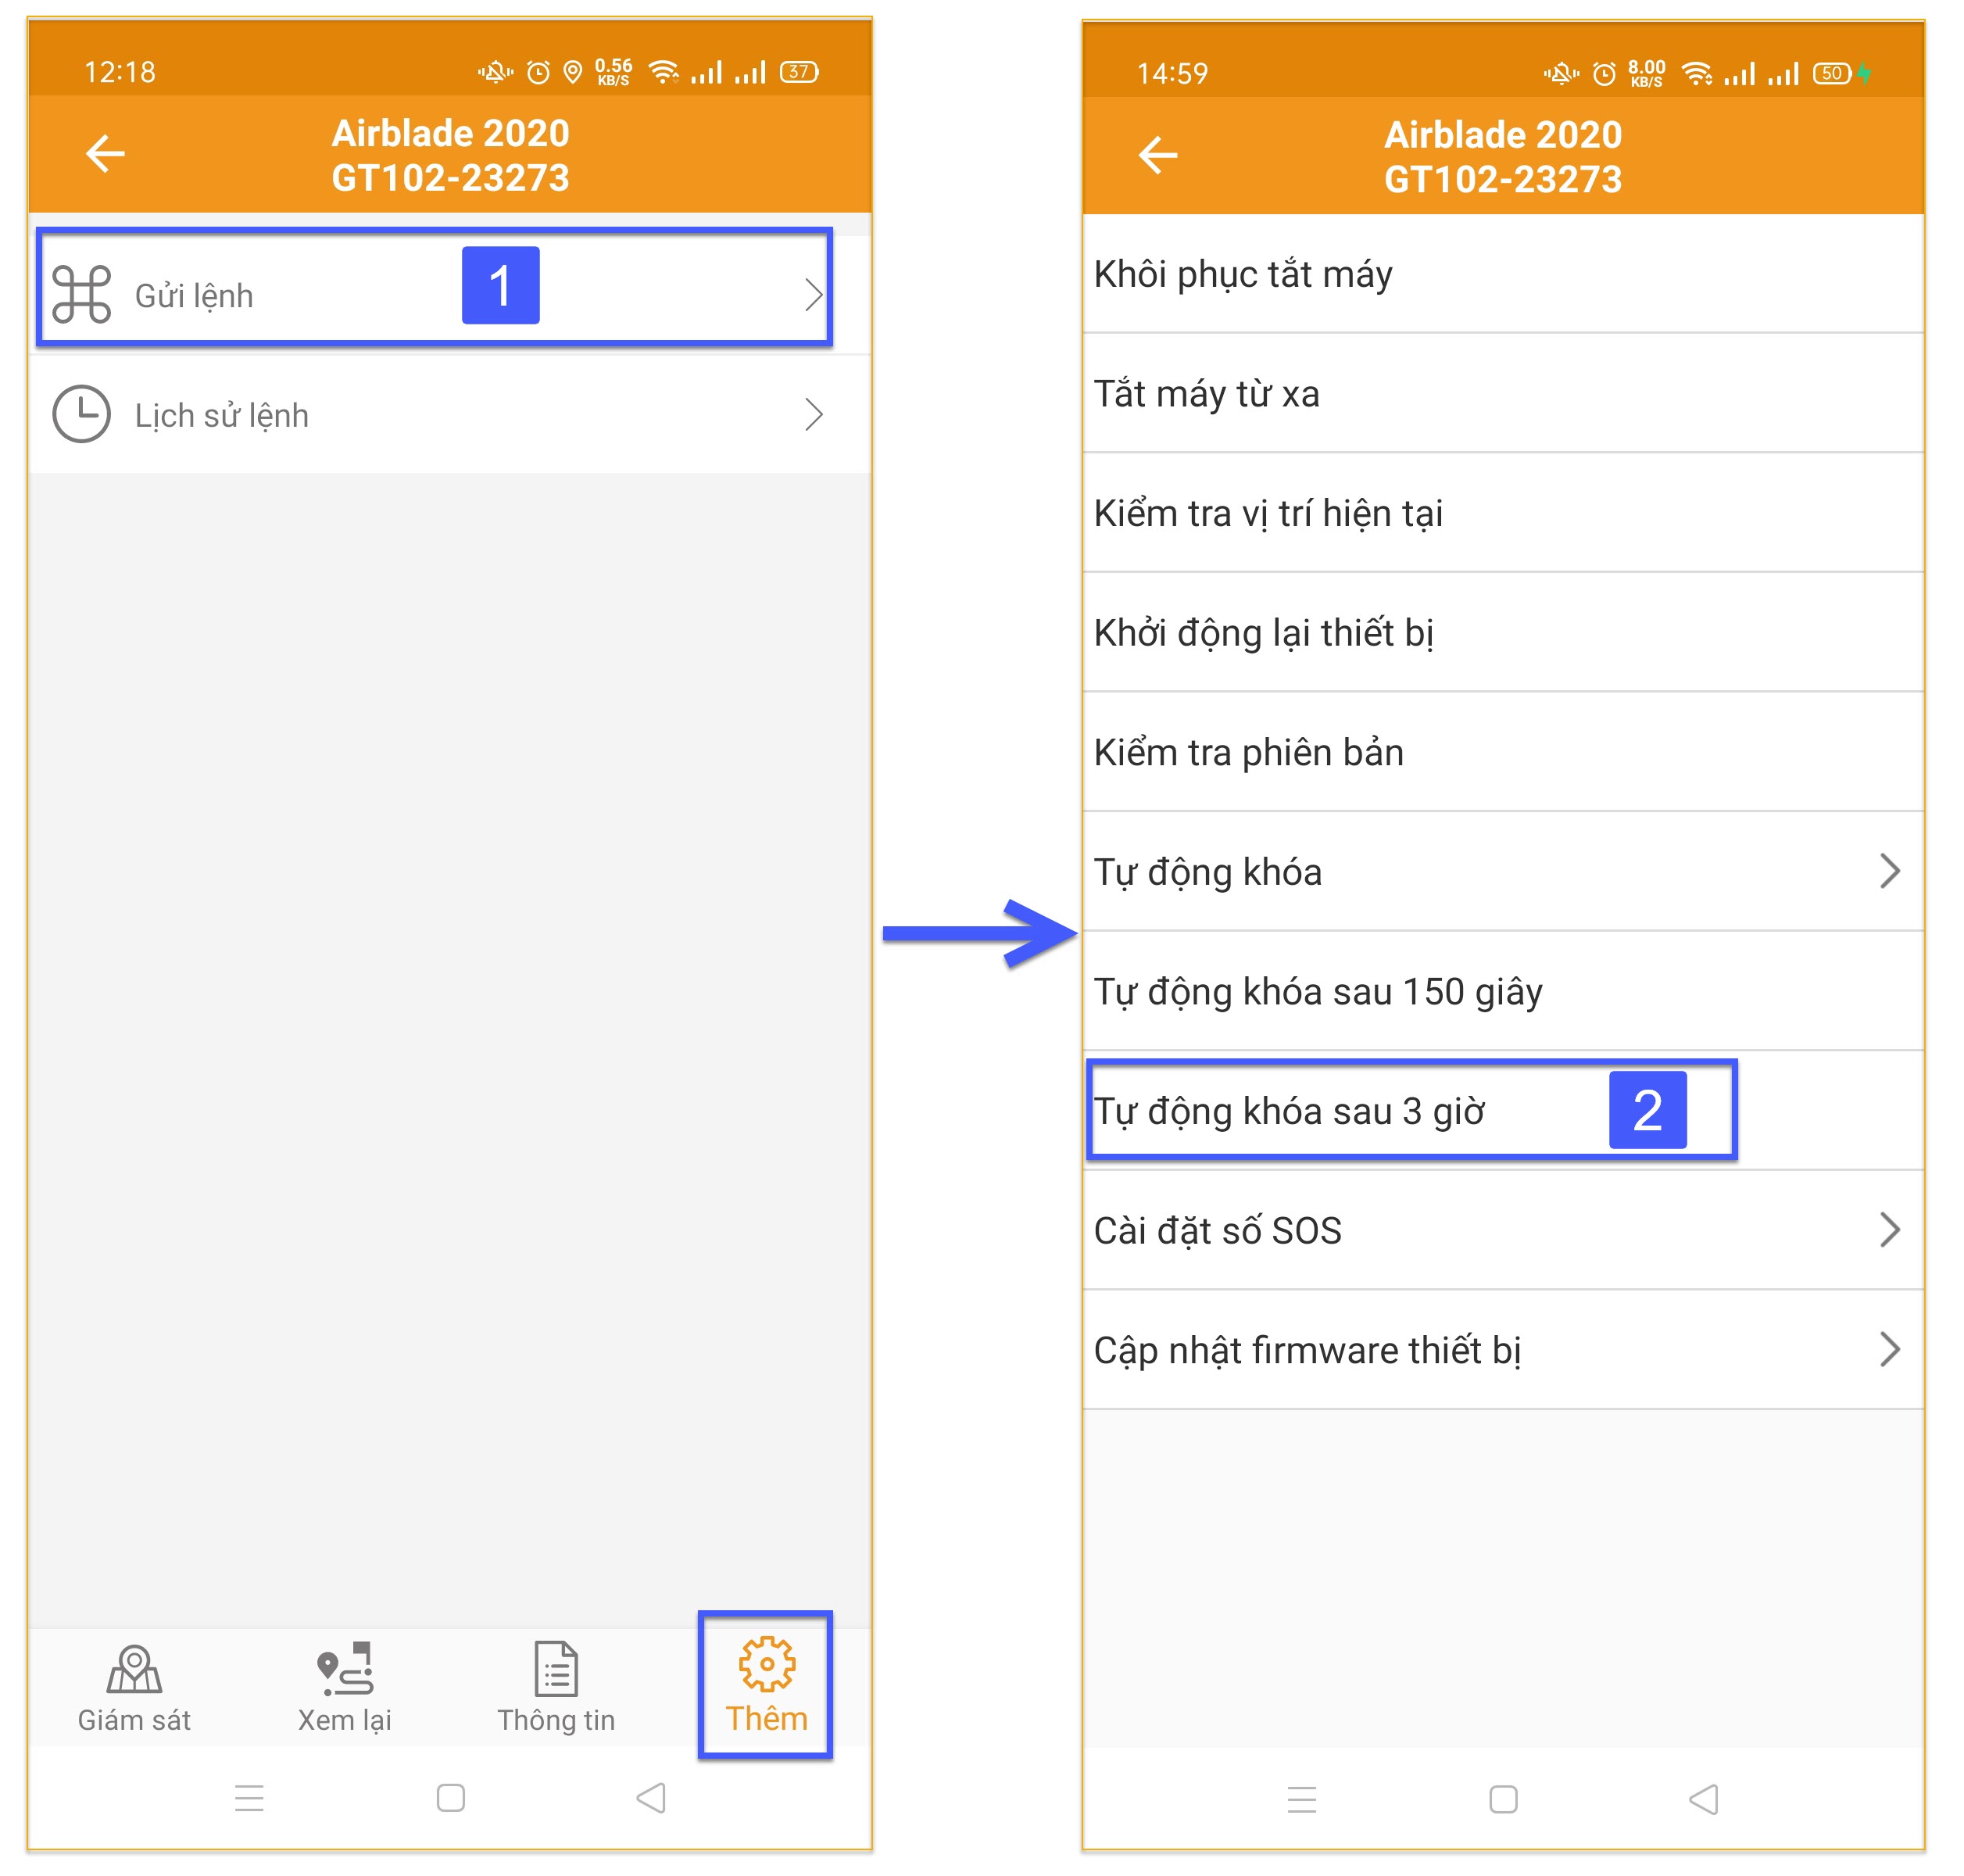 12:18
0.56
KB/S
37
Airblade 2020
GT102-23273
Gửi lệnh
1
Lịch sử lệnh
Giám sát
Xem lại
Thông tin
Thêm
14:59
8.00
KB/S
50
Airblade 2020
GT102-23273
Khôi phục tắt máy
Tắt máy từ xa
Kiểm tra vị trí hiện tại
Khởi động lại thiết bị
Kiểm tra phiên bản
Tự động khóa
Tự động khóa sau 150 giây
Tự động khóa sau 3 giờ
2
Cài đặt số SOS
Cập nhật firmware thiết bị